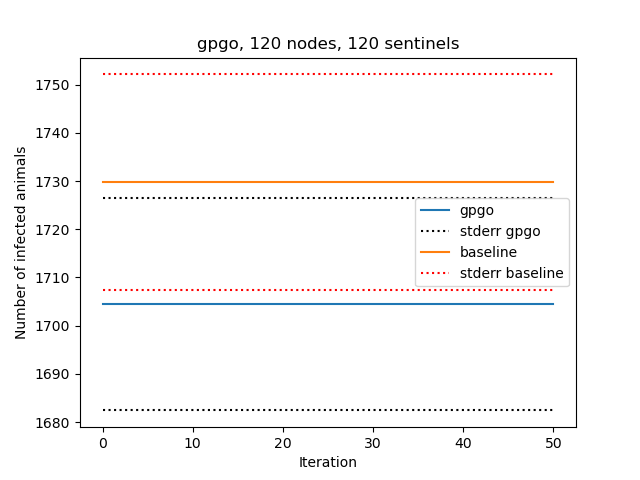 gpgo, 120 nodes, 120 sentinels
1750
1740
1730
1720
1710
1700
1690
1680
Number of infected animals
gpgo
stderr gpgo
baseline
stderr baseline
0 10 20 30 40 50
Iteration